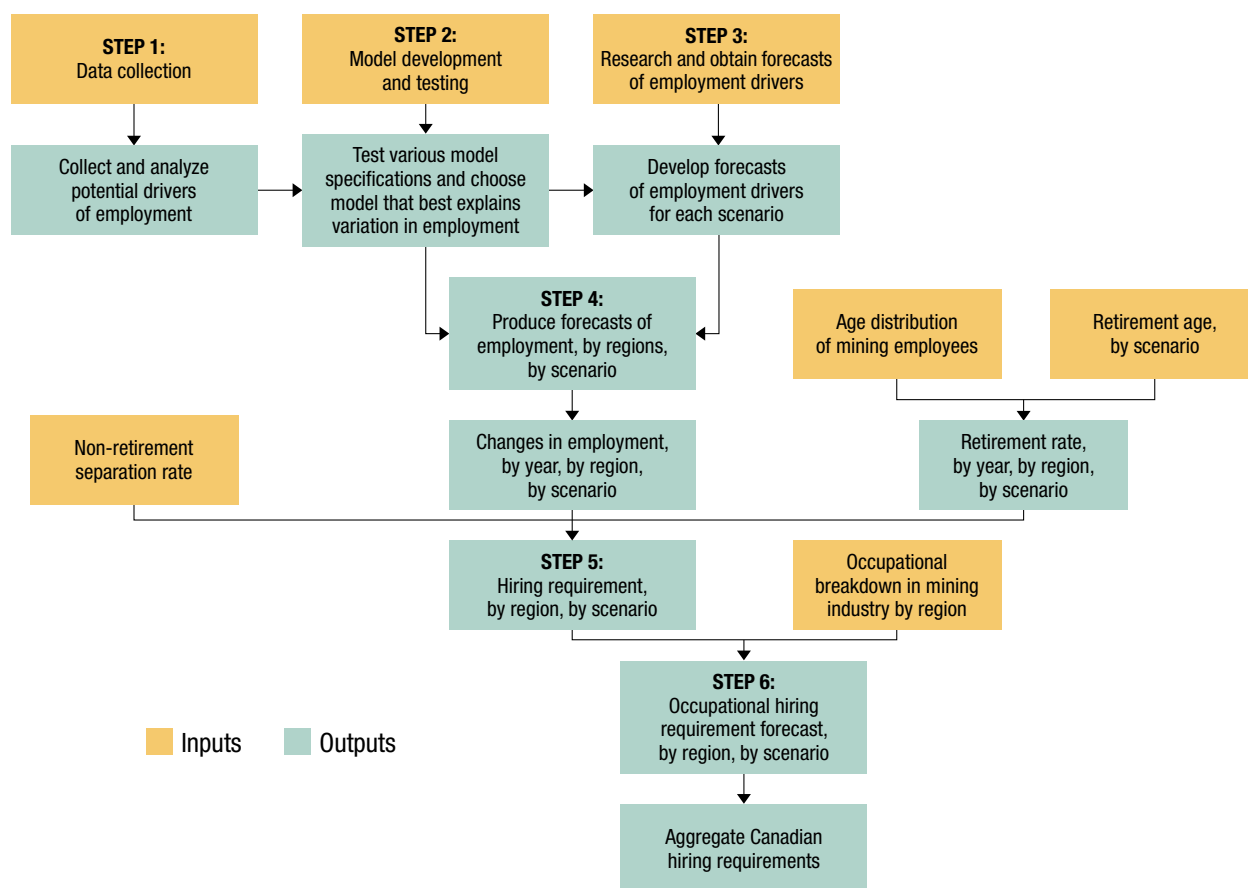 STEP 1:
Data collection
STEP 2:
Model development
and testing
STEP 3:
Research and obtain forecasts
of employment drivers
Collect and analyze
potential drivers
of employment
Test various model
specifications and choose
model that best explains
variation in employment
Develop forecasts
of employment drivers
for each scenario
STEP 4:
Produce forecasts of
employment, by regions,
by scenario
Age distribution
of mining employees
Retirement age,
by scenario
Non-retirement
separation rate
Changes in employment,
by year, by region,
by scenario
Retirement rate,
by year, by region,
by scenario
STEP 5:
Hiring requirement,
by region, by scenario
Occupational
breakdown in mining
industry by region
STEP 6:
Occupational hiring
requirement forecast,
by region, by scenario
Inputs
Outputs
Aggregate Canadian
hiring requirements